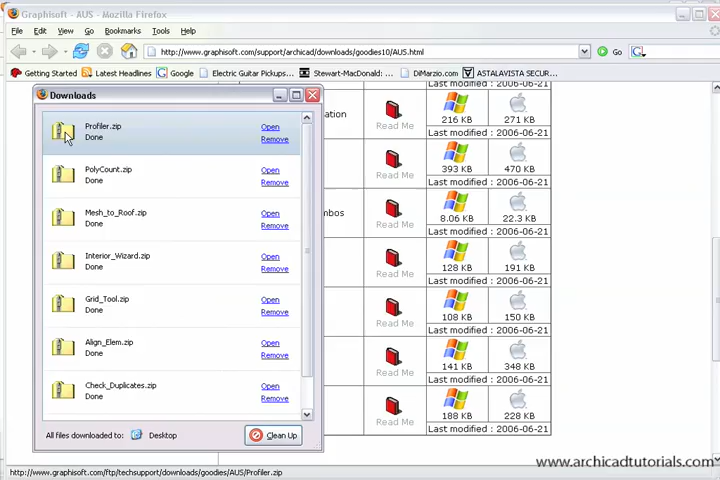 Graphisoft - AUS - Mozilla Firefox
File Edit View Go Bookmarks Tools Help
http://www.graphisoft.com/support/archicad/downloads/goodies10/AUS.html
Go
Getting Started Latest Headlines Google Electric Guitar Pickups... Stewart-MacDonald: ... DiMarzio.com ASTALAVISTA SECUR...
Downloads
Profiler.zip
Done
Open
Remove
PolyCount.zip
Done
Open
Remove
Mesh_to_Roof.zip
Done
Open
Remove
Interior_Wizard.zip
Done
Open
Remove
Grid_Tool.zip
Done
Open
Remove
Align_Elem.zip
Done
Open
Remove
Check_Duplicates.zip
Done
Open
Remove
All files downloaded to: Desktop
Clean Up
Last modified : 2006-06-21
ation
Read Me
216 KB 271 KB
Last modified : 2006-06-21
Read Me
393 KB 470 KB
Last modified : 2006-06-21
mbos
Read Me
8.06 KB 22.3 KB
Last modified : 2006-06-21
Read Me
128 KB 191 KB
Last modified : 2006-06-21
Read Me
108 KB 150 KB
Last modified : 2006-06-21
Read Me
141 KB 348 KB
Last modified : 2006-06-21
Read Me
188 KB 228 KB
Last modified : 2006-06-21
www.archicadtutorials.com
http://www.graphisoft.com/ftp/techsupport/downloads/goodies/AUS/Profiler.zip